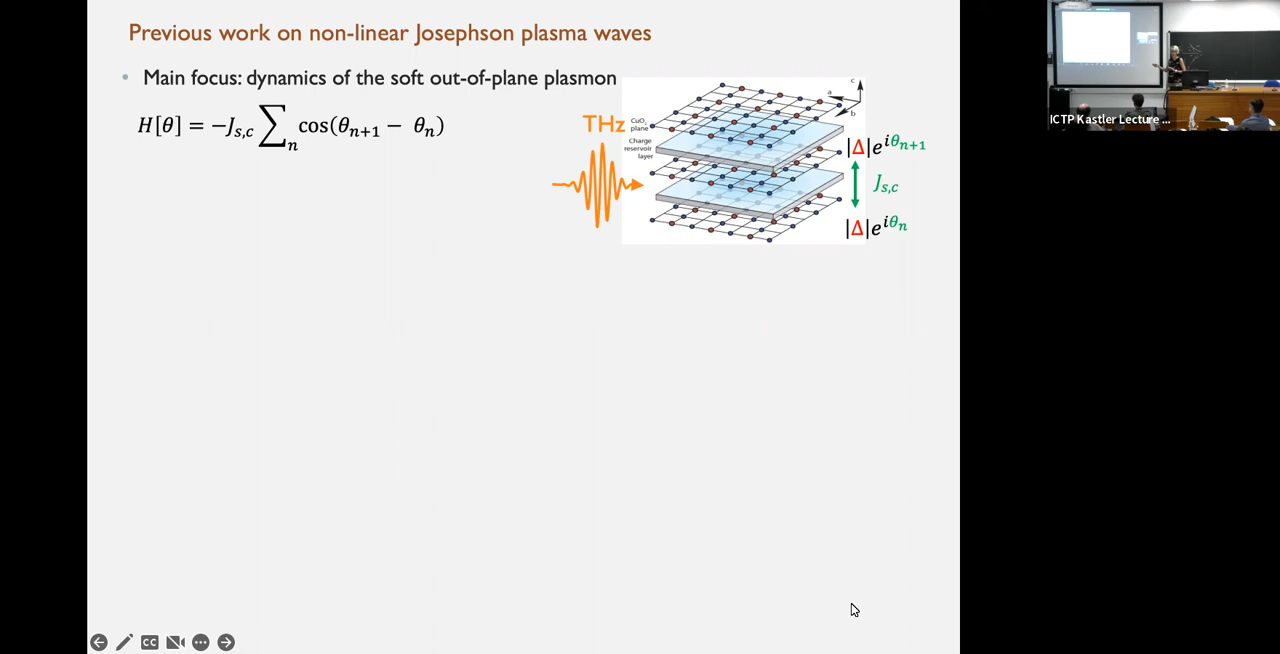 Previous work on non-linear Josephson plasma waves
• Main focus: dynamics of the soft out-of-plane plasmon
H[θ] = −J_{s,c} ∑_n cos(θ_{n+1} − θ_n)
THz
CuO₂ plane
Charge reservoir layer
c
a
b
|Δ|e^{iθ_{n+1}}
J_{s,c}
|Δ|e^{iθ_n}
CC
ICTP Kastler Lecture ...